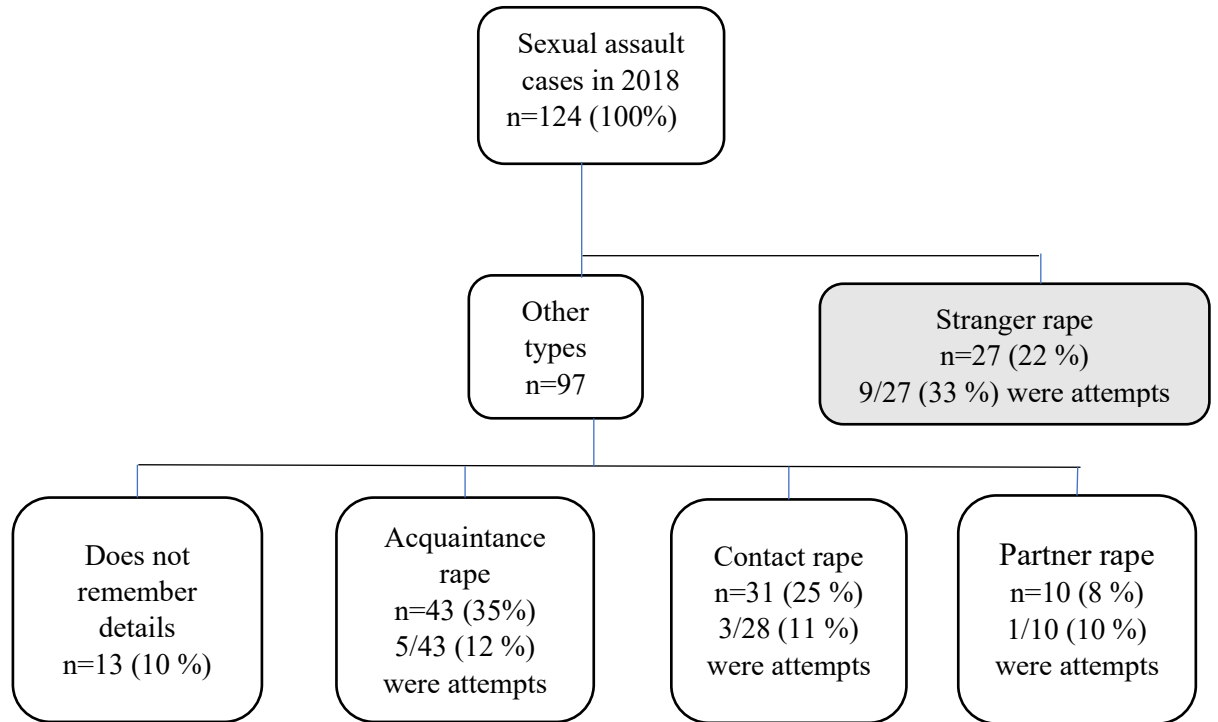 Sexual assault
cases in 2018
n=124 (100%)
Other
types
n=97
Stranger rape
n=27 (22 %)
9/27 (33 %) were attempts
Does not
remember
details
n=13 (10 %)
Acquaintance
rape
n=43 (35%)
5/43 (12 %)
were attempts
Contact rape
n=31 (25 %)
3/28 (11 %)
were attempts
Partner rape
n=10 (8 %)
1/10 (10 %)
were attempts